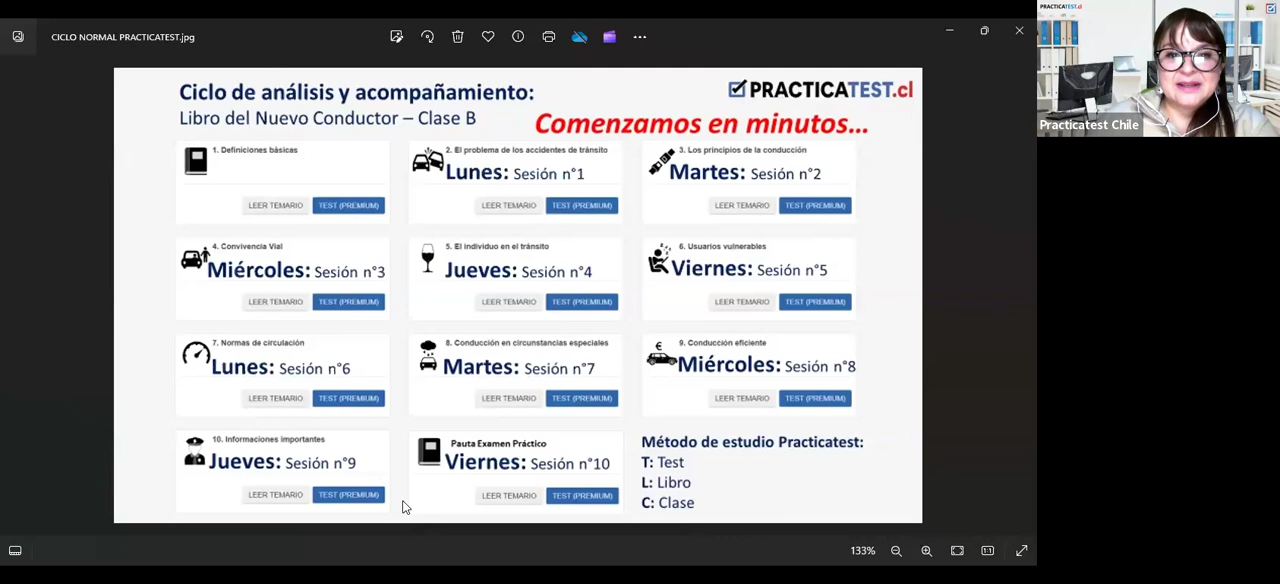 CICLO NORMAL PRACTICATEST.jpg
PRACTICATEST.cl
Practicatest Chile
Ciclo de análisis y acompañamiento:
Libro del Nuevo Conductor – Clase B
PRACTICATEST.cl
Comenzamos en minutos...
1. Definiciones básicas
LEER TEMARIO TEST (PREMIUM)
2. El problema de los accidentes de tránsito
Lunes: Sesión n°1
LEER TEMARIO TEST (PREMIUM)
3. Los principios de la conducción
Martes: Sesión n°2
LEER TEMARIO TEST (PREMIUM)
4. Convivencia Vial
Miércoles: Sesión n°3
LEER TEMARIO TEST (PREMIUM)
5. El individuo en el tránsito
Jueves: Sesión n°4
LEER TEMARIO TEST (PREMIUM)
6. Usuarios vulnerables
Viernes: Sesión n°5
LEER TEMARIO TEST (PREMIUM)
7. Normas de circulación
Lunes: Sesión n°6
LEER TEMARIO TEST (PREMIUM)
8. Conducción en circunstancias especiales
Martes: Sesión n°7
LEER TEMARIO TEST (PREMIUM)
9. Conducción eficiente
€
Miércoles: Sesión n°8
LEER TEMARIO TEST (PREMIUM)
10. Informaciones importantes
Jueves: Sesión n°9
LEER TEMARIO TEST (PREMIUM)
Pauta Examen Práctico
Viernes: Sesión n°10
LEER TEMARIO TEST (PREMIUM)
Método de estudio Practicatest:
T: Test
L: Libro
C: Clase
133%
1:1